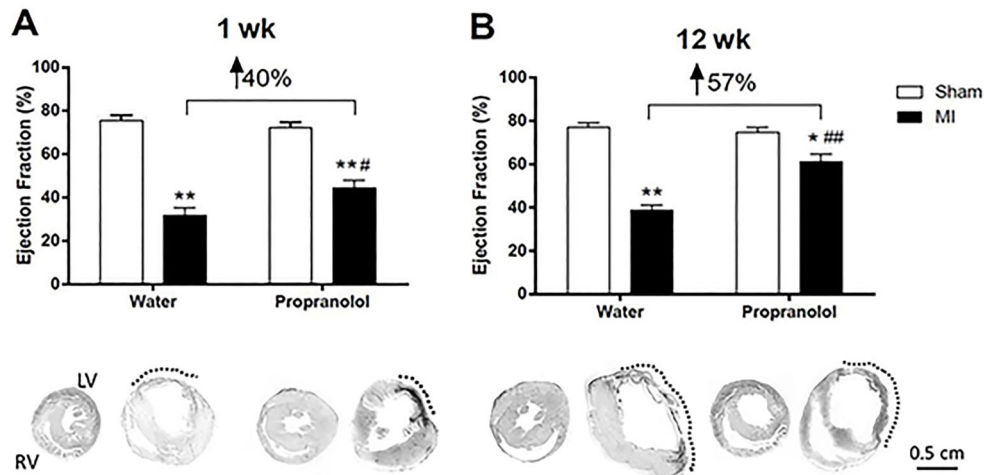 A
1 wk
40%
Ejection Fraction (%)
100
80
60
40
20
0
**
**#
Water
Propranolol
B
12 wk
57%
Ejection Fraction (%)
100
80
60
40
20
0
**
* ##
Water
Propranolol
Sham
MI
LV
RV
0.5 cm